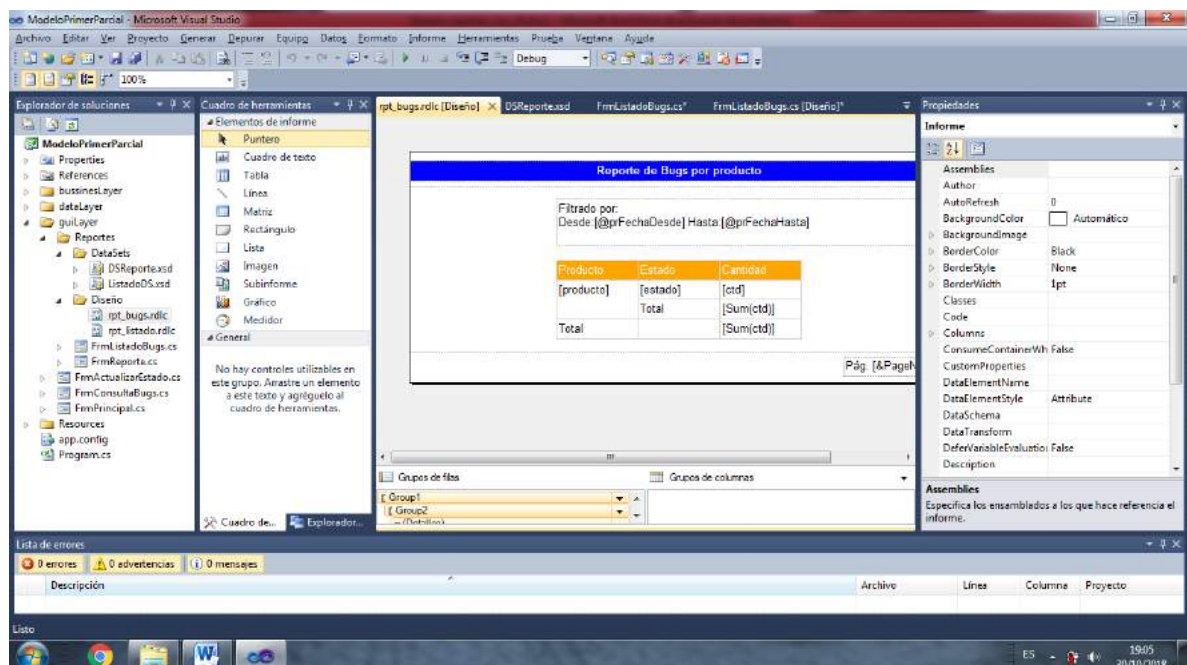 ModeloPrimerParcial - Microsoft Visual Studio
Archivo Editar Ver Proyecto Generar Depurar Equipo Datos Formato Informe Herramientas Prueba Ventana Ayuda
Debug
100%
Explorador de soluciones
ModeloPrimerParcial
Properties
References
bussinesLayer
dataLayer
guiLayer
Reportes
DataSets
DSReporte.xsd
ListadoDS.xsd
Diseño
rpt_bugs.rdlc
rpt_listado.rdlc
FrmListadoBugs.cs
FrmReporte.cs
FrmActualizarEstado.cs
FrmConsultaBugs.cs
FrmPrincipal.cs
Resources
app.config
Program.cs
Cuadro de herramientas
Elementos de informe
Puntero
Cuadro de texto
Tabla
Línea
Matriz
Rectángulo
Lista
Imagen
Subinforme
Gráfico
Medidor
General
No hay controles utilizables en
este grupo. Arrastre un elemento
a este texto y agréguelo al
cuadro de herramientas.
Cuadro de... Explorador...
rpt_bugs.rdlc [Diseño] DSReporte.xsd FrmListadoBugs.cs* FrmListadoBugs.cs [Diseño]*
Reporte de Bugs por producto
Filtrado por:
Desde:[@prFechaDesde] Hasta:[@prFechaHasta]
Producto Estado Cantidad
[producto] [estado] [ctd]
Total [Sum(ctd)]
Total [Sum(ctd)]
Pág. [&PageN
Grupos de filas Grupos de columnas
[ Group1
[ Group2
(Detalles)
Propiedades
Informe
Assemblies
Author
AutoRefresh 0
BackgroundColor Automático
BackgroundImage
BorderColor Black
BorderStyle None
BorderWidth 1pt
Classes
Code
Columns
ConsumeContainerWh False
CustomProperties
DataElementName
DataElementStyle Attribute
DataSchema
DataTransform
DeferVariableEvaluatio False
Description
Assemblies
Especifica los ensamblados a los que hace referencia el
informe.
Lista de errores
0 errores 0 advertencias 0 mensajes
Descripción Archivo Línea Columna Proyecto
Listo
ES 19:05
20/10/2018